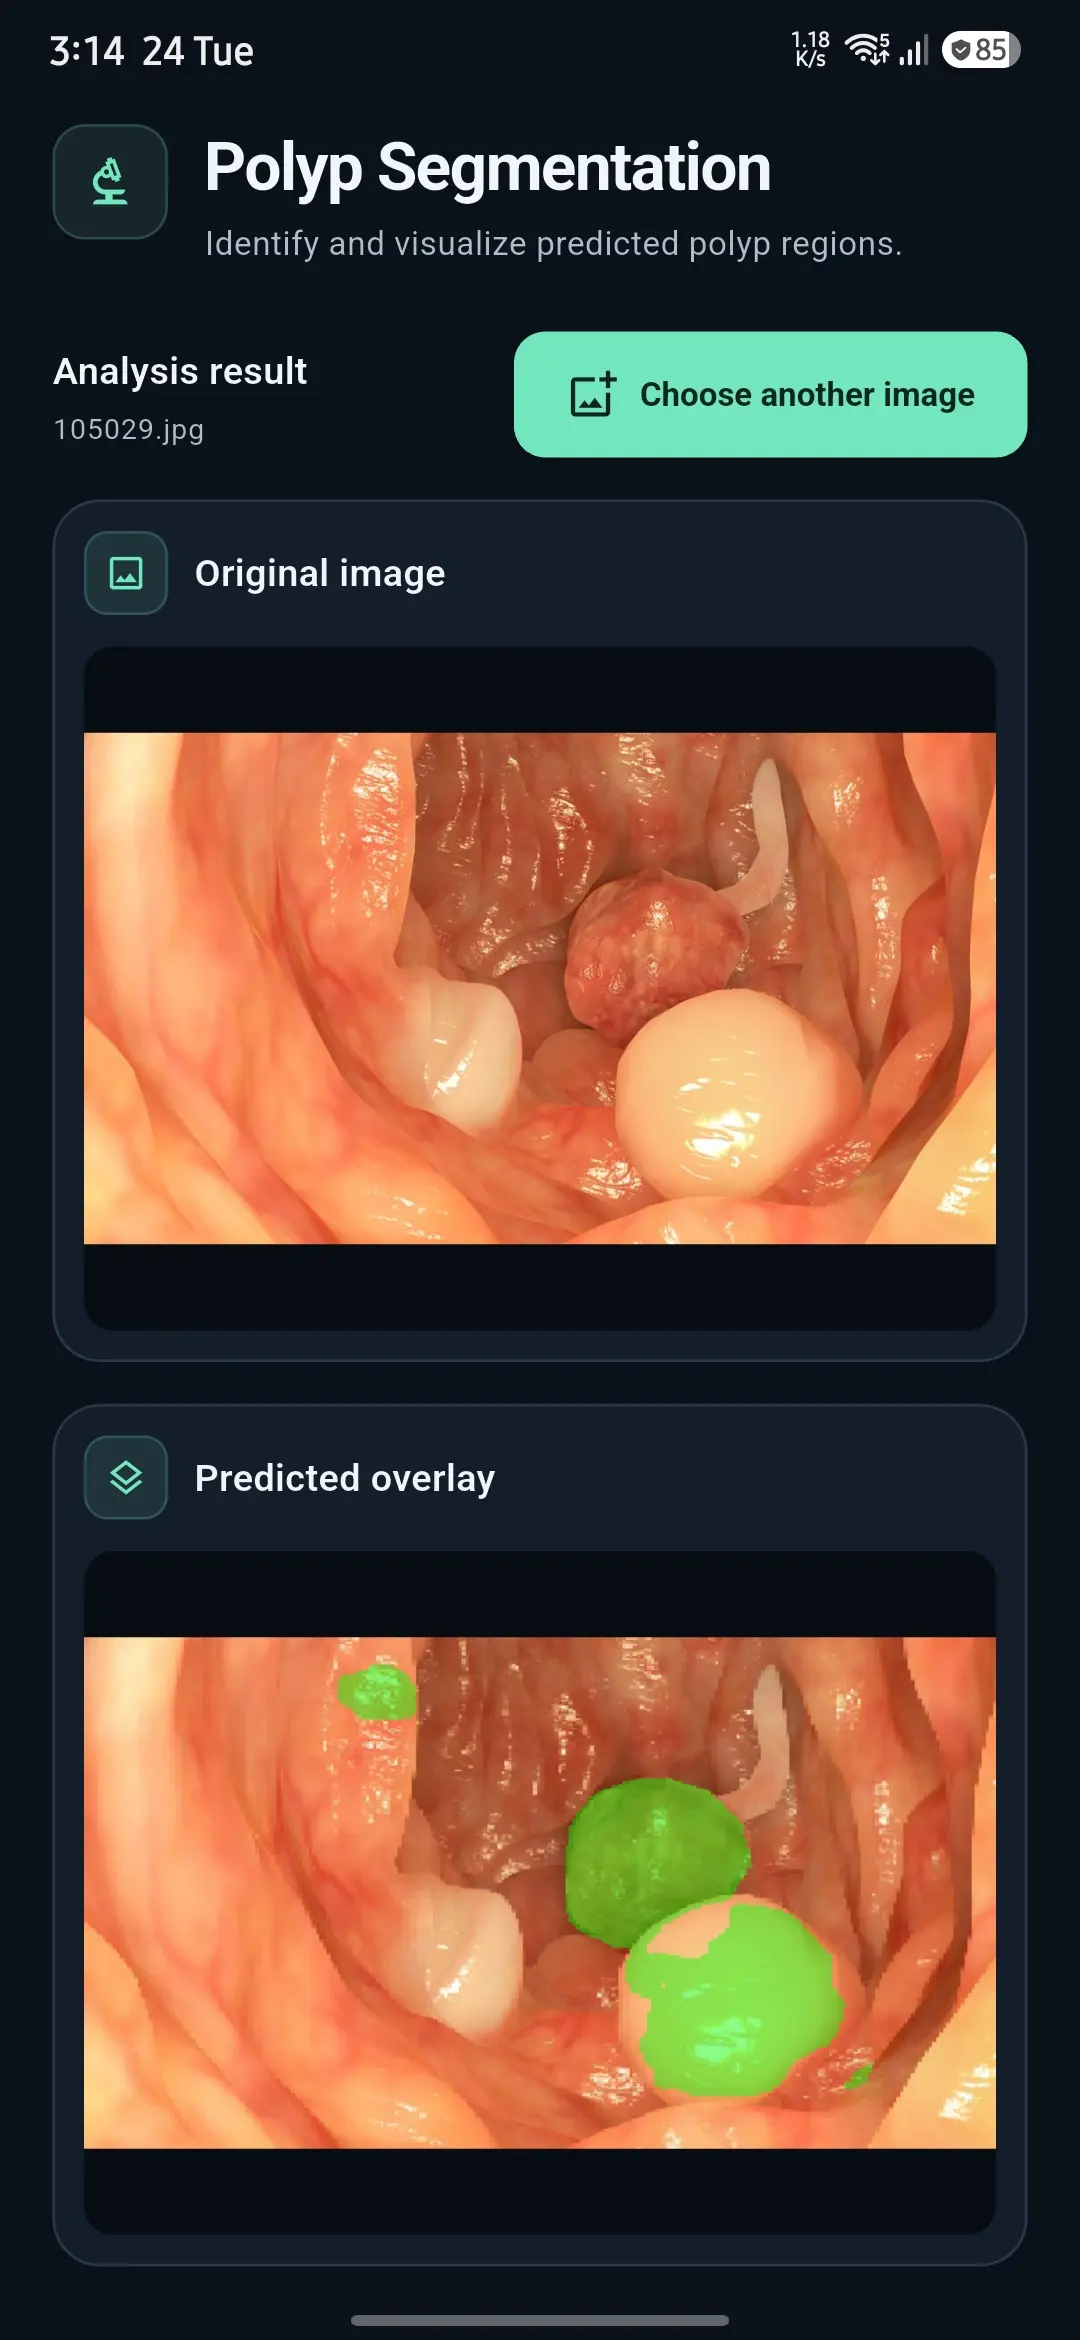 3:14 24 Tue
1.18 K/s
5
85
Polyp Segmentation
Identify and visualize predicted polyp regions.
Analysis result
105029.jpg
Choose another image
Original image
Predicted overlay